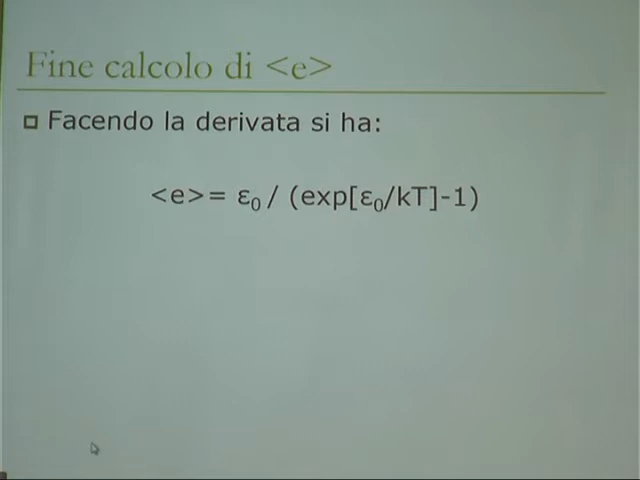 Fine calcolo di <e>
Facendo la derivata si ha:
<e>= ε₀ / (exp[ε₀/kT]-1)